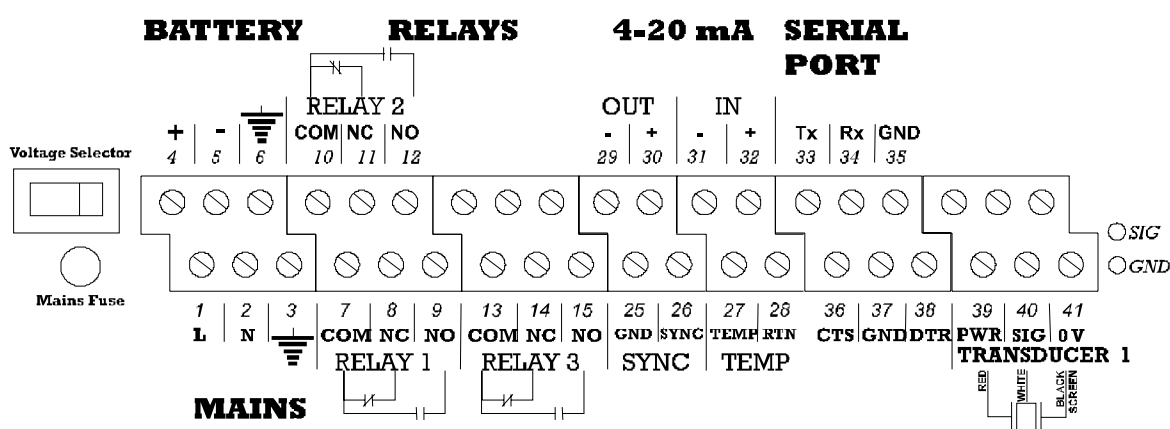 BATTERY RELAYS 4-20 mA SERIAL
PORT
RELAY 2 OUT IN
+ - COM NC NO - + - + Tx Rx GND
4 5 6 10 11 12 29 30 31 32 33 34 35
Voltage Selector
SIG
GND
Mains Fuse
1 2 3 7 8 9 13 14 15 25 26 27 28 36 37 38 39 40 41
L N COM NC NO COM NC NO GND SYNC TEMP RTN CTS GND DTR PWR SIG 0V
RELAY 1 RELAY 3 SYNC TEMP TRANSDUCER 1
RED WHITE BLACK SCREEN
MAINS